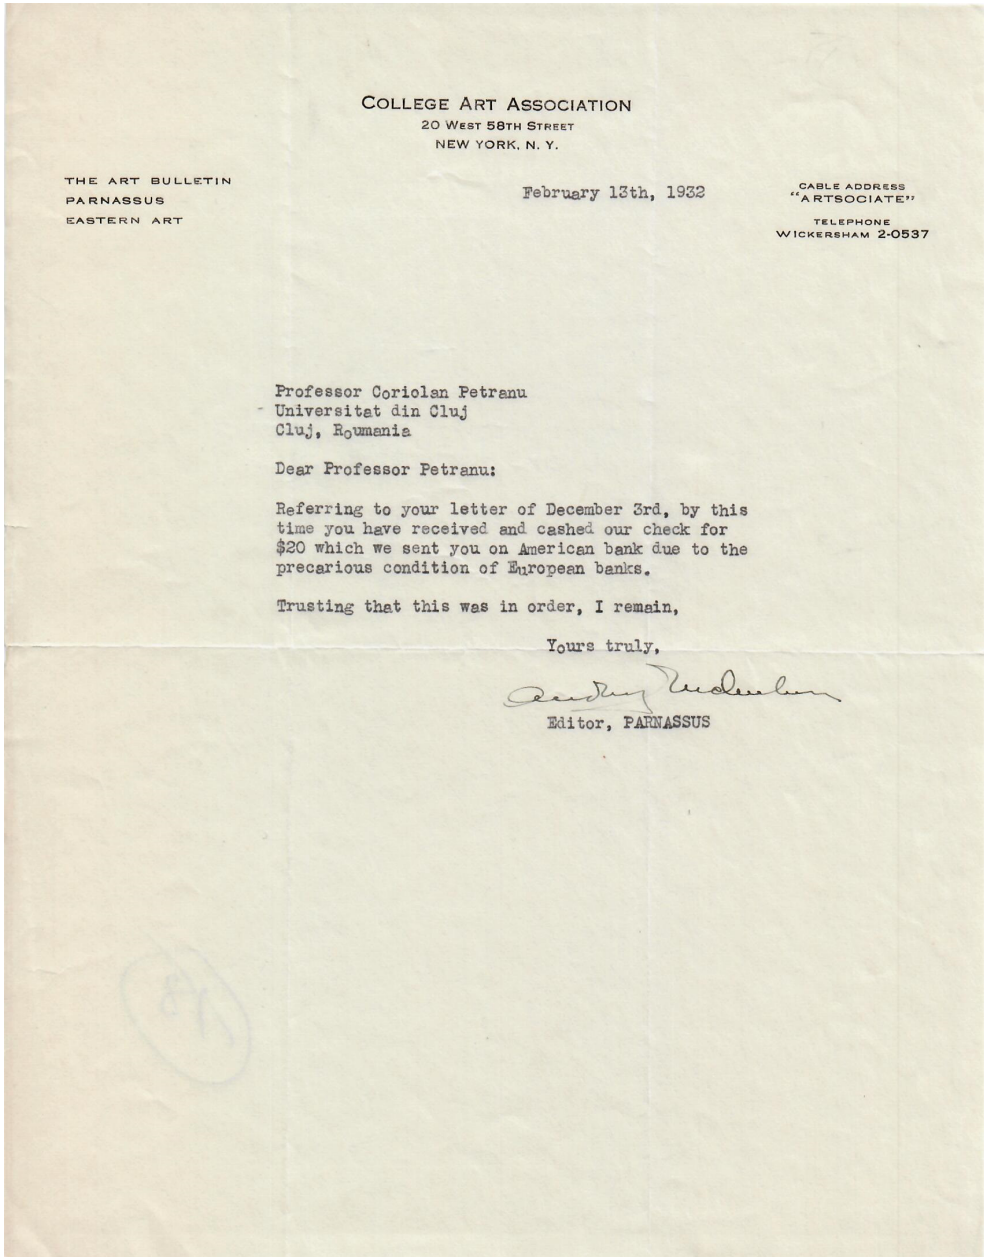 COLLEGE ART ASSOCIATION
20 WEST 58TH STREET
NEW YORK, N. Y.
THE ART BULLETIN
PARNASSUS
EASTERN ART
February 13th, 1932
CABLE ADDRESS
"ARTSOCIATE"
TELEPHONE
WICKERSHAM 2-0537
Professor Coriolan Petranu
Universitat din Cluj
Cluj, Roumania
Dear Professor Petranu:
Referring to your letter of December 3rd, by this
time you have received and cashed our check for
$20 which we sent you on American bank due to the
precarious condition of European banks.
Trusting that this was in order, I remain,
Yours truly,
Editor, PARNASSUS